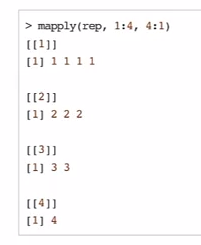 > mapply(rep, 1:4, 4:1)
[[1]]
[1] 1 1 1 1
[[2]]
[1] 2 2 2
[[3]]
[1] 3 3
[[4]]
[1] 4